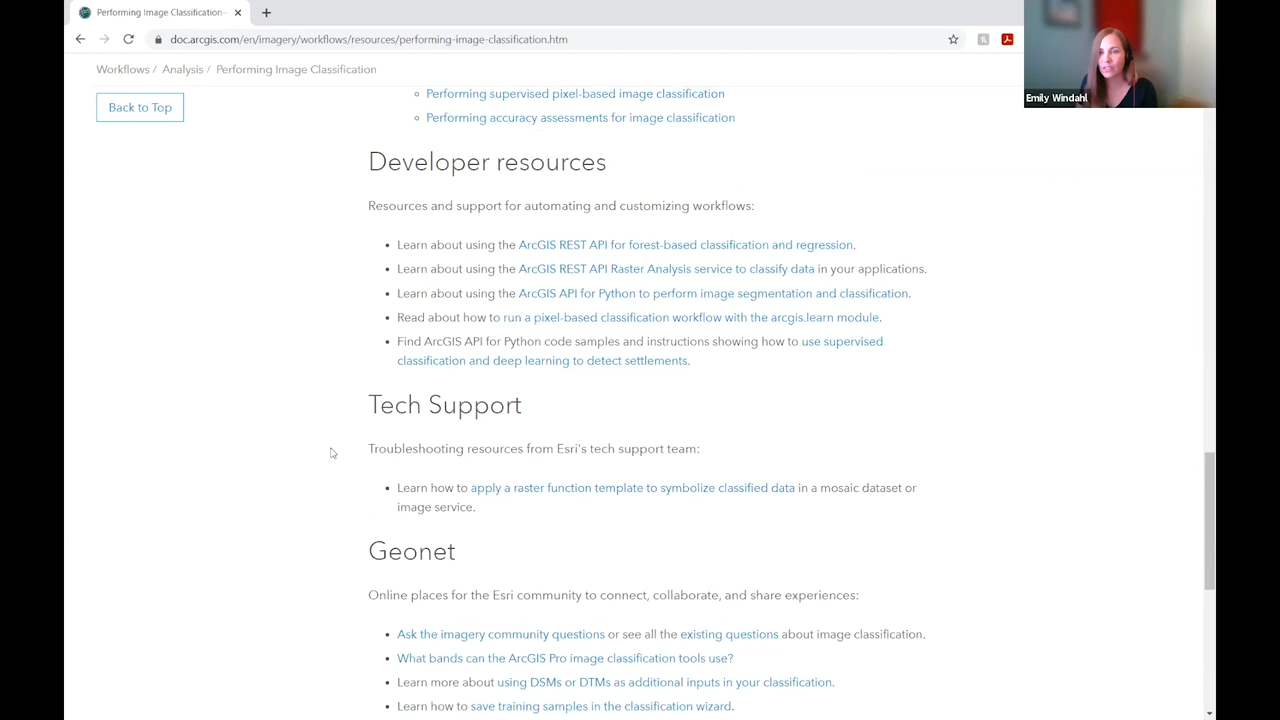 Performing Image Classification-
doc.arcgis.com/en/imagery/workflows/resources/performing-image-classification.htm
Emily Windahl
Workflows / Analysis / Performing Image Classification
Back to Top
Performing supervised pixel-based image classification
Performing accuracy assessments for image classification
Developer resources
Resources and support for automating and customizing workflows:
Learn about using the ArcGIS REST API for forest-based classification and regression.
Learn about using the ArcGIS REST API Raster Analysis service to classify data in your applications.
Learn about using the ArcGIS API for Python to perform image segmentation and classification.
Read about how to run a pixel-based classification workflow with the arcgis.learn module.
Find ArcGIS API for Python code samples and instructions showing how to use supervised
classification and deep learning to detect settlements.
Tech Support
Troubleshooting resources from Esri's tech support team:
Learn how to apply a raster function template to symbolize classified data in a mosaic dataset or
image service.
Geonet
Online places for the Esri community to connect, collaborate, and share experiences:
Ask the imagery community questions or see all the existing questions about image classification.
What bands can the ArcGIS Pro image classification tools use?
Learn more about using DSMs or DTMs as additional inputs in your classification.
Learn how to save training samples in the classification wizard.